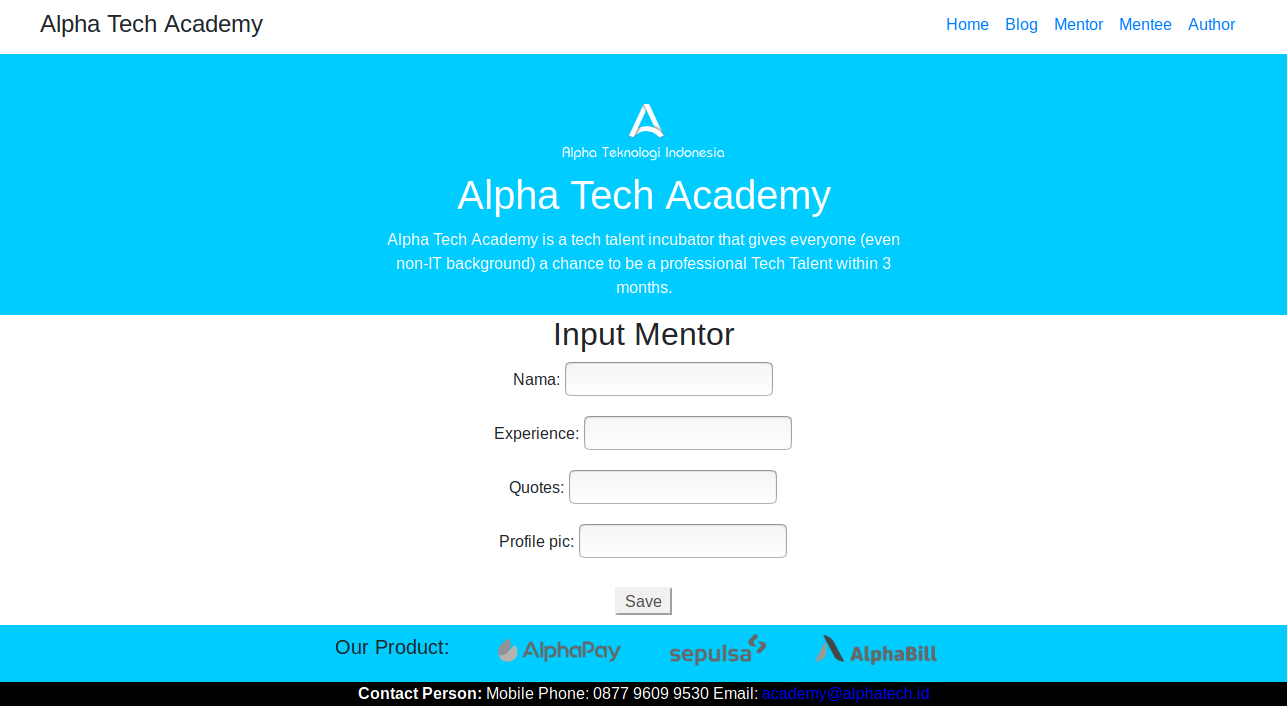 Alpha Tech Academy
Home Blog Mentor Mentee Author
Alpha Teknologi Indonesia
Alpha Tech Academy
Alpha Tech Academy is a tech talent incubator that gives everyone (even
non-IT background) a chance to be a professional Tech Talent within 3
months.
Input Mentor
Nama:
Experience:
Quotes:
Profile pic:
Save
Our Product: AlphaPay sepulsa AlphaBill
Contact Person: Mobile Phone: 0877 9609 9530 Email: academy@alphatech.id